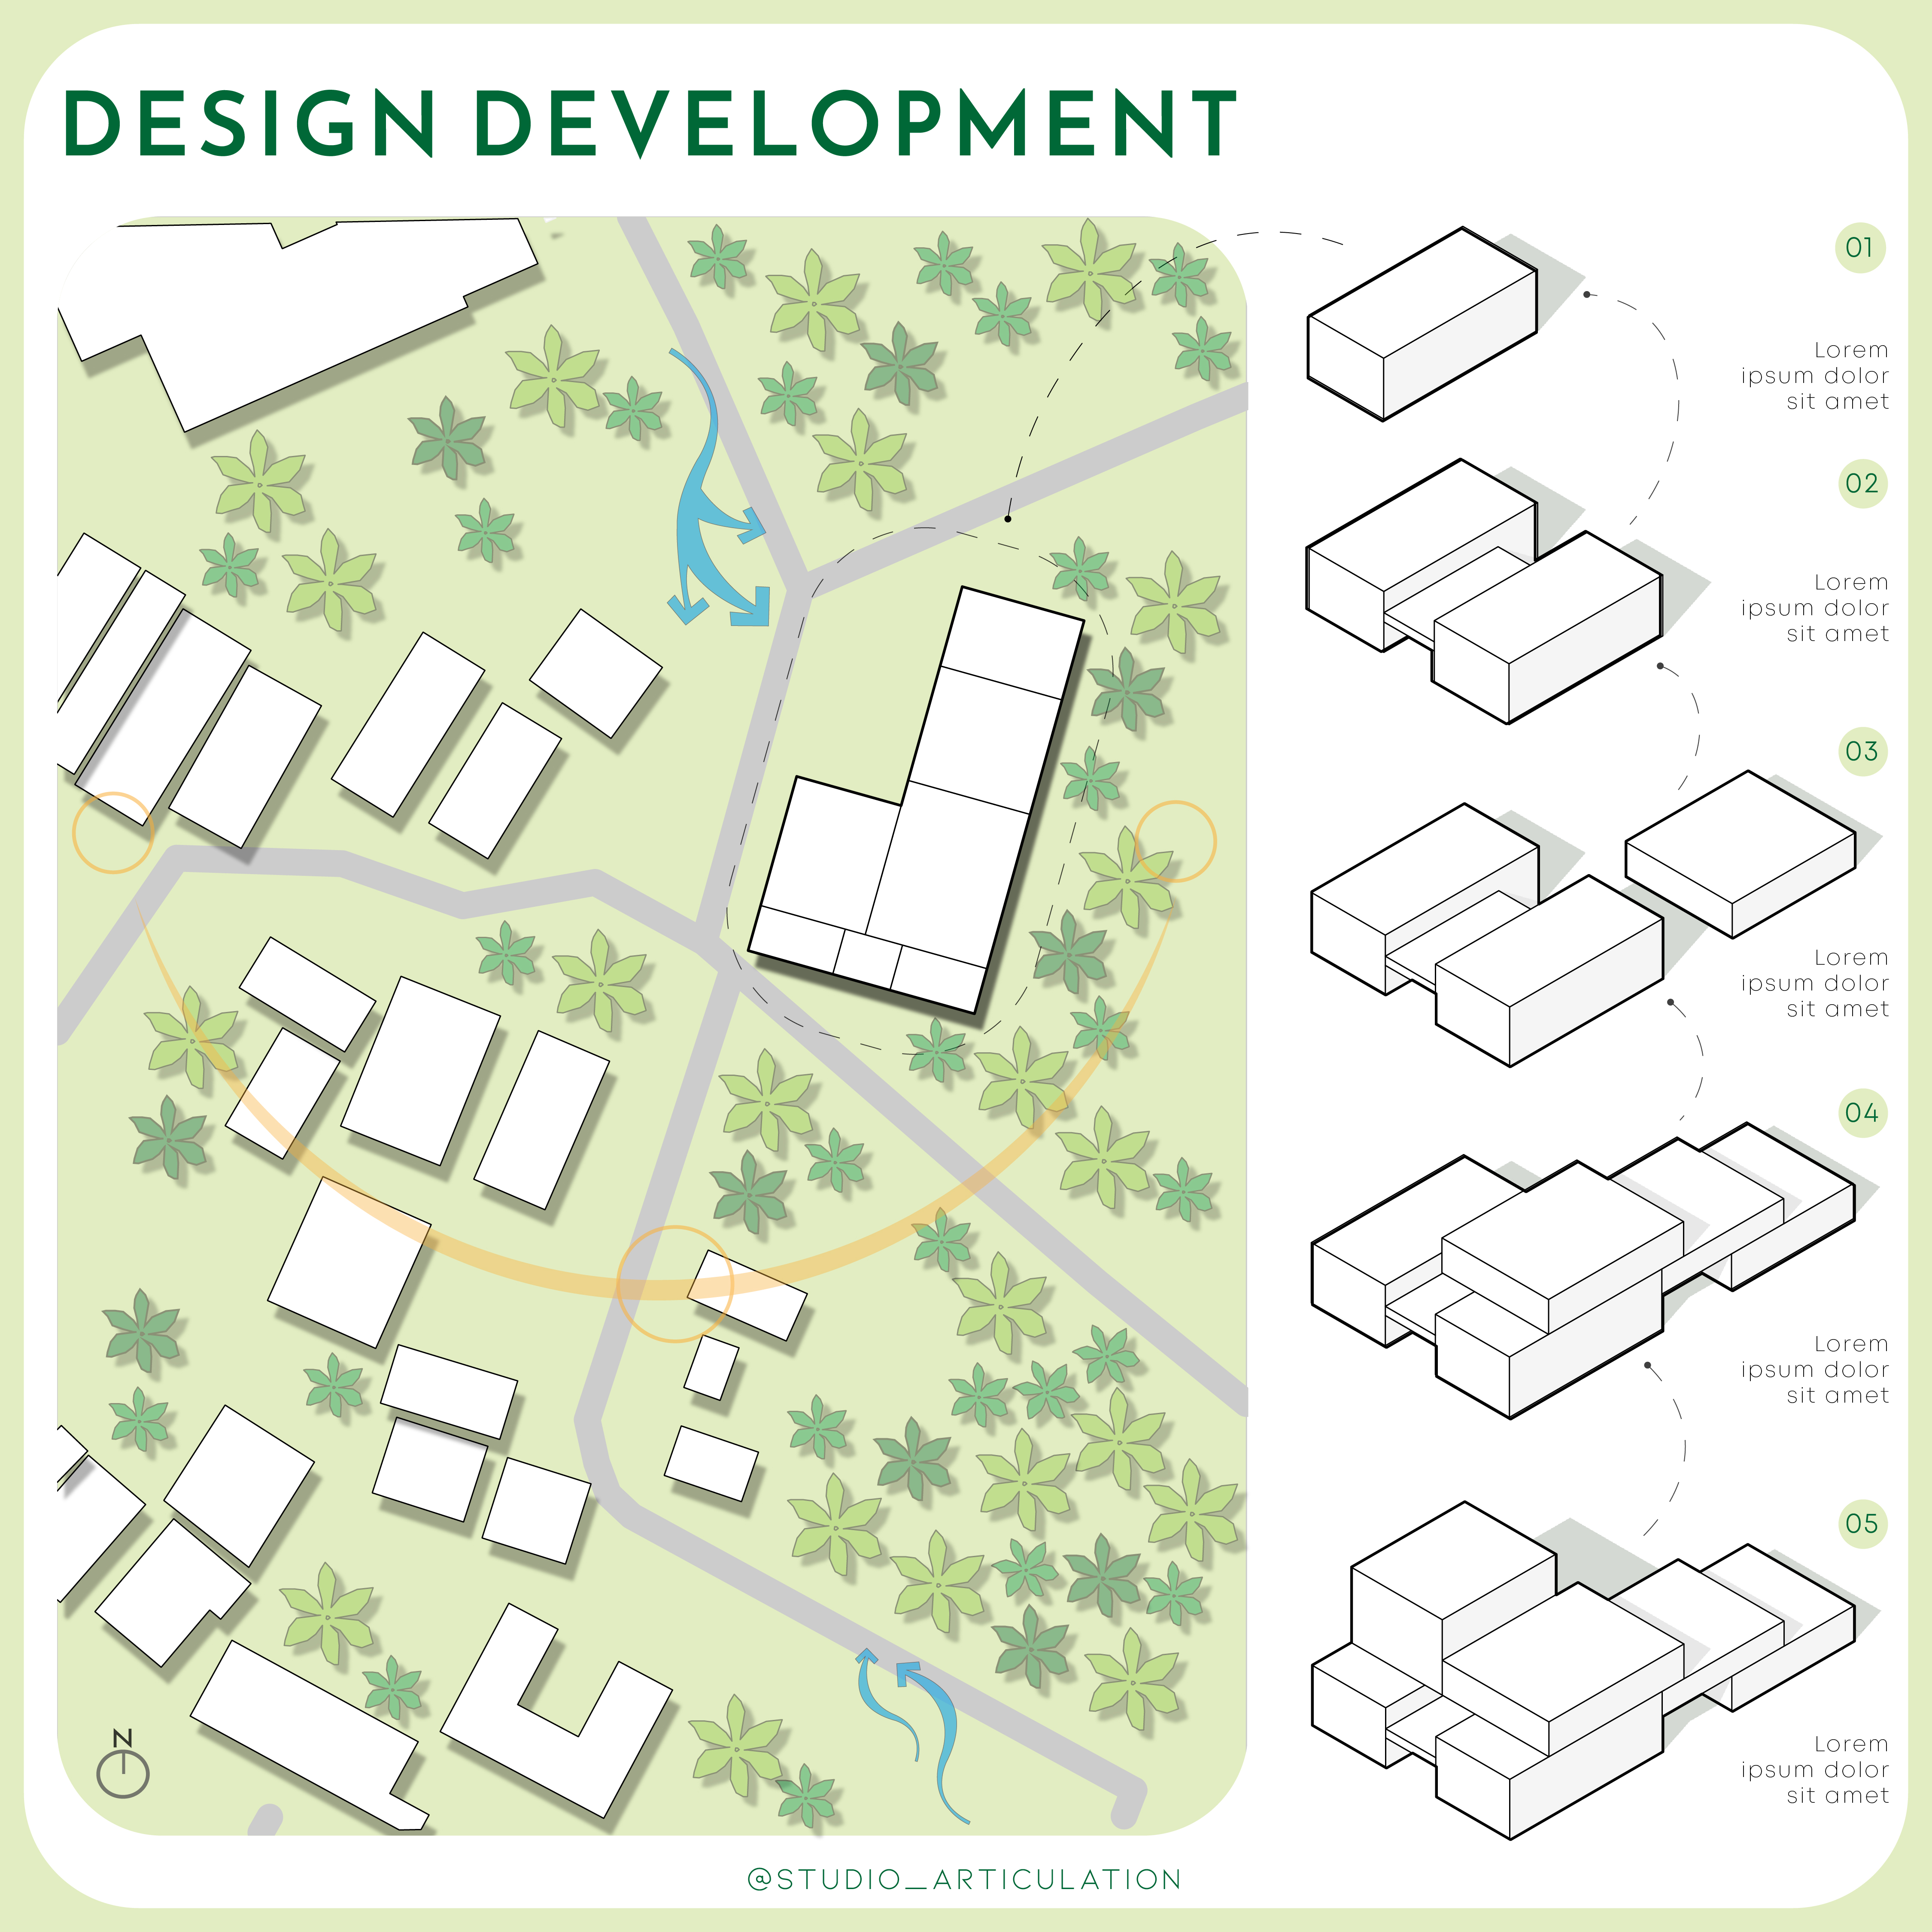 DESIGN DEVELOPMENT
01
Lorem
ipsum dolor
sit amet
02
Lorem
ipsum dolor
sit amet
03
Lorem
ipsum dolor
sit amet
04
Lorem
ipsum dolor
sit amet
05
Lorem
ipsum dolor
sit amet
N
@STUDIO_ARTICULATION